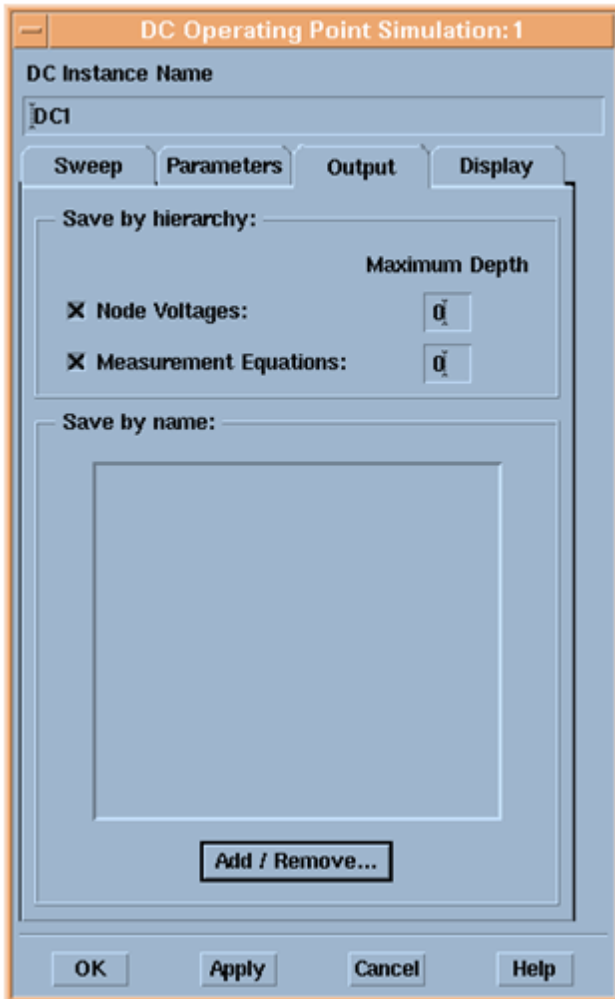 DC Operating Point Simulation:1
DC Instance Name
DC1
Sweep Parameters Output Display
Save by hierarchy:
Maximum Depth
Node Voltages: 0
Measurement Equations: 0
Save by name:
Add / Remove...
OK Apply Cancel Help